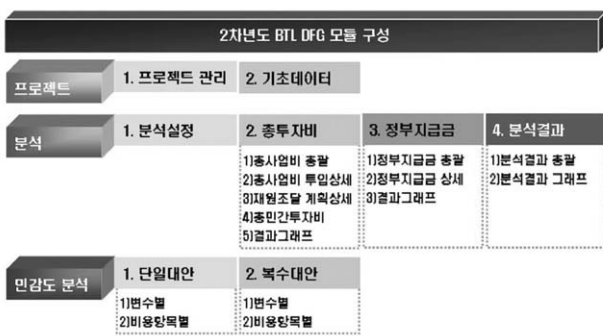 2차년도 BTL DFG 모듈 구성
프로젝트
1. 프로젝트 관리
2. 기초데이터
분석
1. 분석설정
2. 총투자비
1)총사업비 총괄
2)총사업비 투입상세
3)재원조달 계획상세
4)총민간투자비
5)결과그래프
3. 정부지급금
1)정부지급금 총괄
2)정부지급금 상세
3)결과그래프
4. 분석결과
1)분석결과 총괄
2)분석결과 그래프
민감도 분석
1. 단일대안
1)변수별
2)비용항목별
2. 복수대안
1)변수별
2)비용항목별